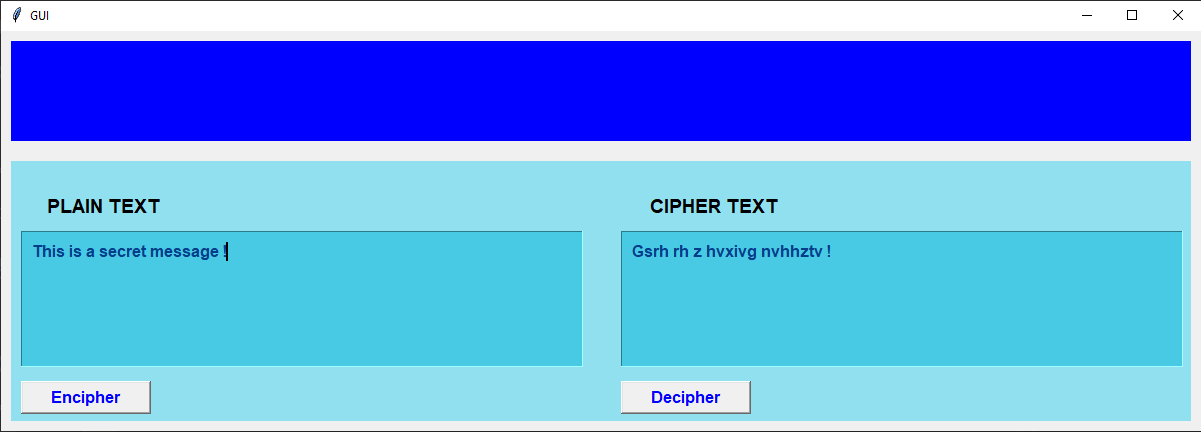 GUI
PLAIN TEXT
CIPHER TEXT
This is a secret message !
Gsrh rh z hvxivg nvhhztv !
Encipher
Decipher